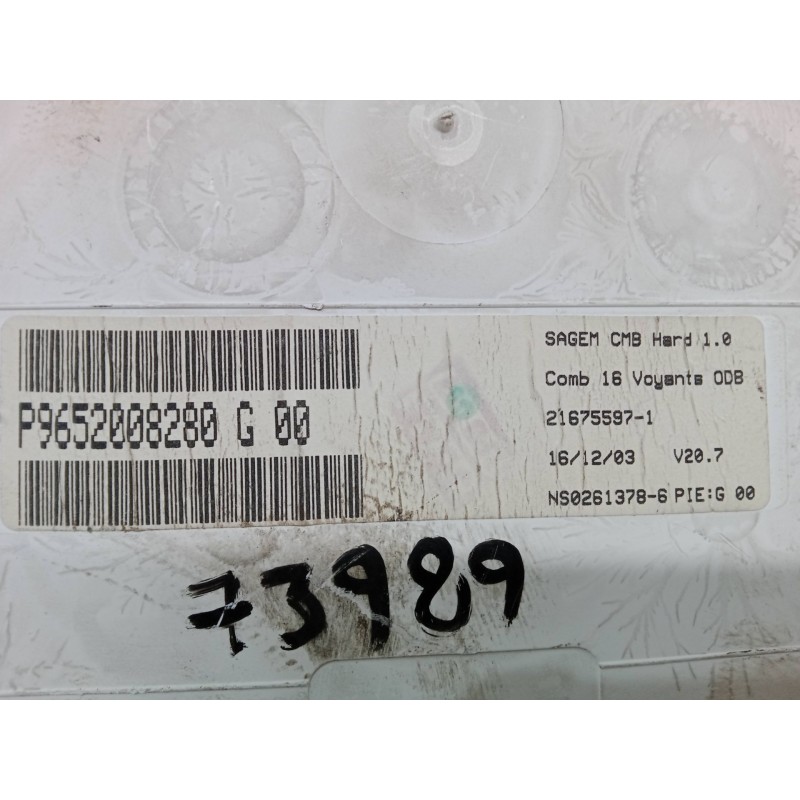 P9652008280 G 00
SAGEM CMB Hard 1.0
Comb 16 Voyants ODB
21675597-1
16/12/03 V20.7
NS0261378-6 PIE:G 00
73989